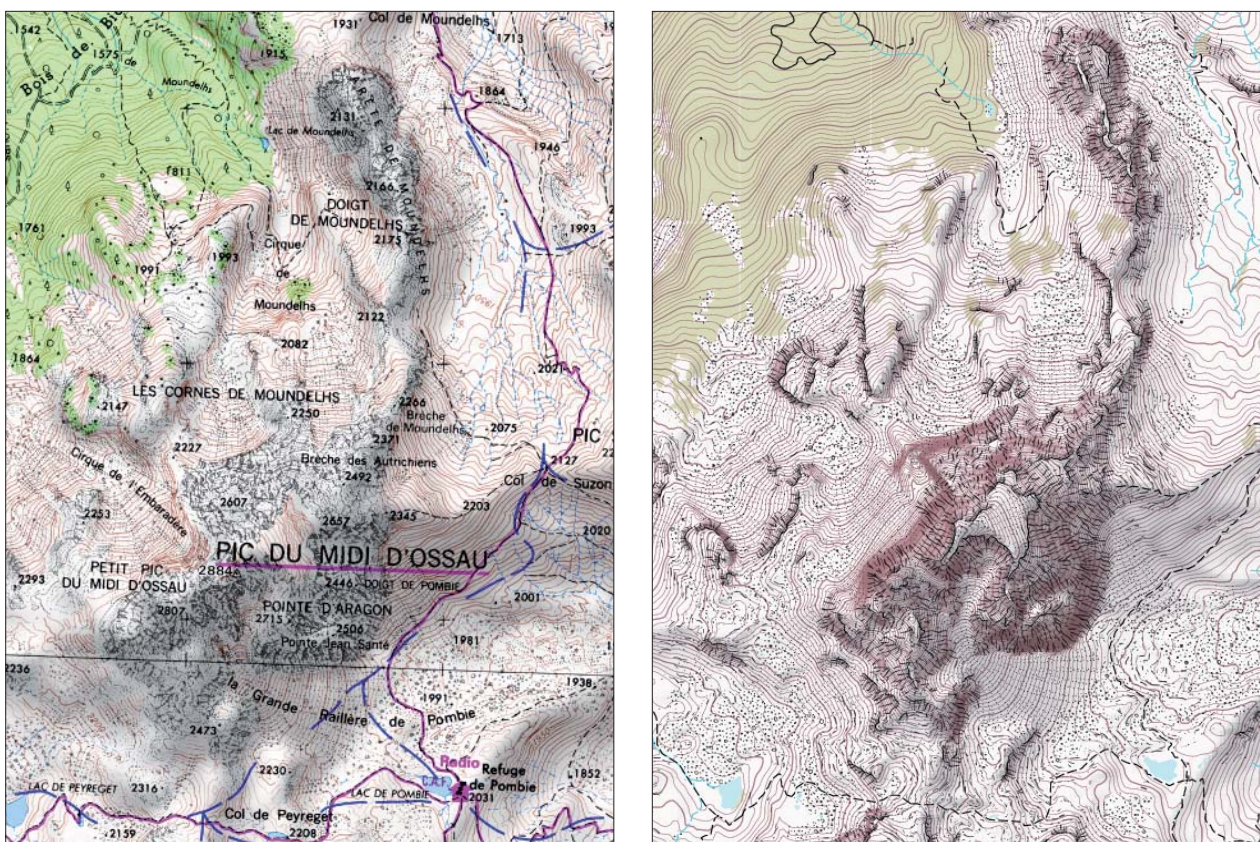 1931
Col de Moundelhs
1542
1575
Bois de
de
Moundelhs
1915
1713
1864
ARÊTE DE MOUNDELHS
2131
Lac de Moundelhs
1946
1811
2166
DOIGT
DE MOUNDELHS
1761
2175
1993
Cirque
de
Moundelhs
1991
1993
2122
2082
1864
2021
LES CORNES DE MOUNDELHS
2147
2250
2266
Brèche
de Moundelhs
2075
2227
2371
PIC
Brèche des Autrichiens
2127
Cirque de l'Embaradère
2492
Col de Suzon
2607
2203
2253
2657
2345
2020
PIC DU MIDI D'OSSAU
PETIT PIC
DU MIDI D'OSSAU
2884
2293
2446
DOIGT DE POMBIE
2001
2807
POINTE D'ARAGON
2715
2506
Pointe Jean Santé
1981
2236
1938
la Grande Raillère de Pombie
1991
2473
Radio
2230
C.A.F.
Refuge
de Pombie
1852
LAC DE PEYREGET
2316
LAC DE POMBIE
2031
Col de Peyreget
2159
2208